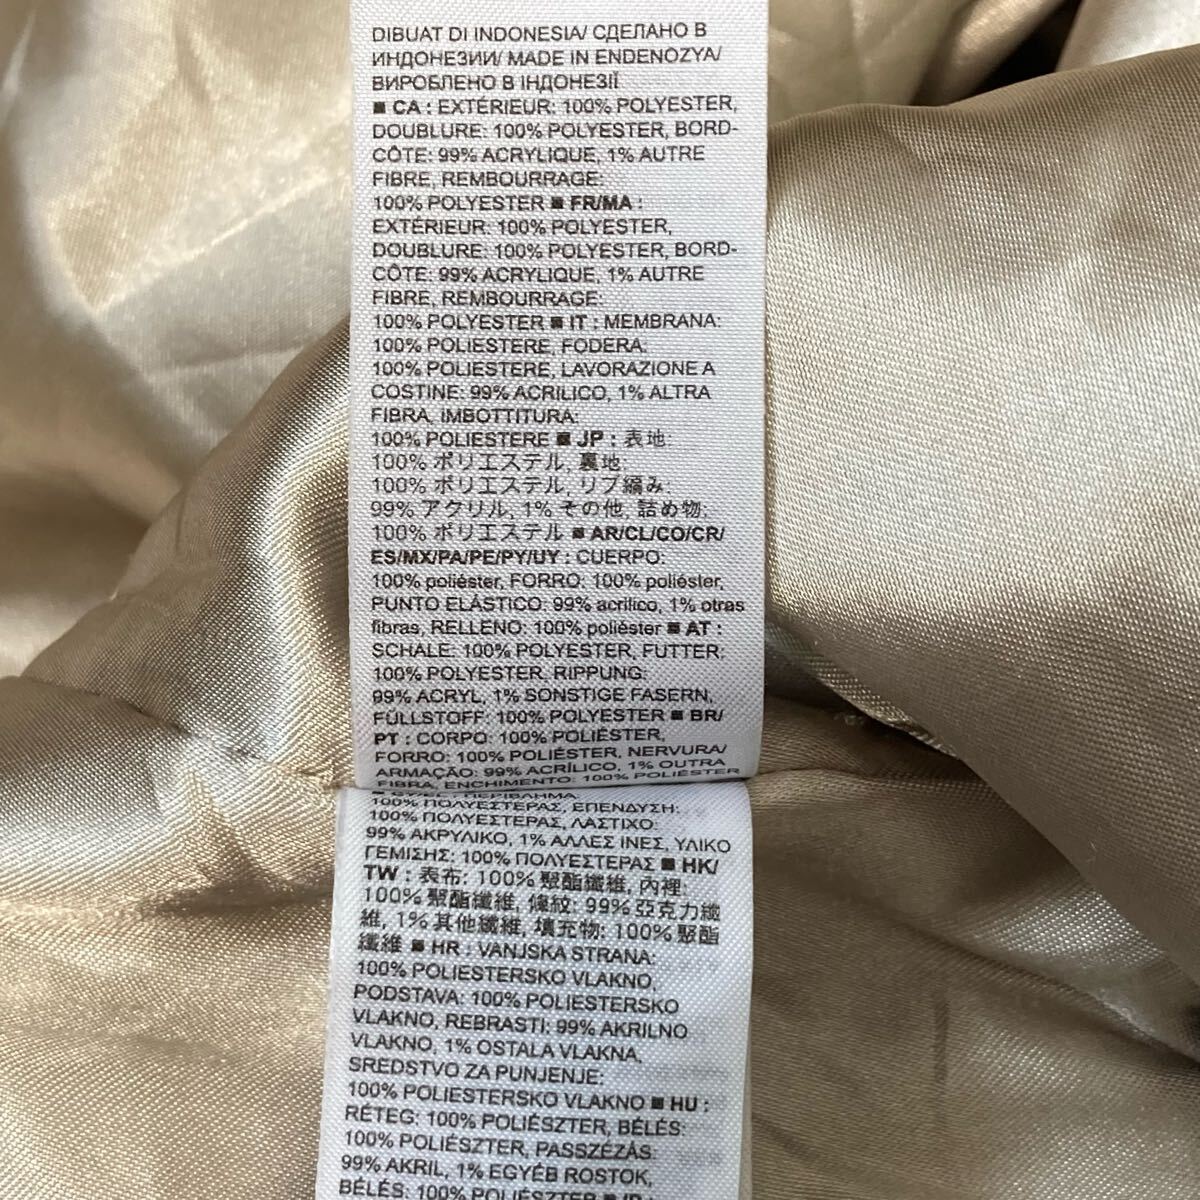 DIBUAT DI INDONESIA/ СДЕЛАНО В
ИНДОНЕЗИИ/ MADE IN ENDENOZYA/
ВИРОБЛЕНО В ІНДОНЕЗІЇ
■ CA : EXTÉRIEUR: 100% POLYESTER,
DOUBLURE: 100% POLYESTER, BORD-
CÔTE: 99% ACRYLIQUE, 1% AUTRE
FIBRE, REMBOURRAGE:
100% POLYESTER ■ FR/MA :
EXTÉRIEUR: 100% POLYESTER,
DOUBLURE: 100% POLYESTER, BORD-
CÔTE: 99% ACRYLIQUE, 1% AUTRE
FIBRE, REMBOURRAGE:
100% POLYESTER ■ IT : MEMBRANA:
100% POLIESTERE, FODERA:
100% POLIESTERE, LAVORAZIONE A
COSTINE: 99% ACRILICO, 1% ALTRA
FIBRA, IMBOTTITURA:
100% POLIESTERE ■ JP : 表地:
100% ポリエステル, 裏地:
100% ポリエステル, リブ編み:
99% アクリル, 1% その他, 詰め物:
100% ポリエステル ■ AR/CL/CO/CR/
ES/MX/PA/PE/PY/UY : CUERPO:
100% poliéster, FORRO: 100% poliéster,
PUNTO ELÁSTICO: 99% acrílico, 1% otras
fibras, RELLENO: 100% poliéster ■ AT :
SCHALE: 100% POLYESTER, FUTTER:
100% POLYESTER, RIPPUNG:
99% ACRYL, 1% SONSTIGE FASERN,
FÜLLSTOFF: 100% POLYESTER ■ BR/
PT : CORPO: 100% POLIÉSTER,
FORRO: 100% POLIÉSTER, NERVURA/
ARMAÇÃO: 99% ACRÍLICO, 1% OUTRA
FIBRA, ENCHIMENTO: 100% POLIÉSTER
ΠΕΡΙΒΛΗΜΑ:
100% ΠΟΛΥΕΣΤΕΡΑΣ, ΕΠΕΝΔΥΣΗ:
100% ΠΟΛΥΕΣΤΕΡΑΣ, ΛΑΣΤΙΧΟ:
99% ΑΚΡΥΛΙΚΟ, 1% ΑΛΛΕΣ ΙΝΕΣ, ΥΛΙΚΟ
ΓΕΜΙΣΗΣ: 100% ΠΟΛΥΕΣΤΕΡΑΣ ■ HK/
TW : 表布: 100% 聚酯纖維, 內裡:
100% 聚酯纖維, 條紋: 99% 亞克力纖
維, 1% 其他纖維, 填充物: 100% 聚酯
纖維 ■ HR : VANJSKA STRANA:
100% POLIESTERSKO VLAKNO,
PODSTAVA: 100% POLIESTERSKO
VLAKNO, REBRASTI: 99% AKRILNO
VLAKNO, 1% OSTALA VLAKNA,
SREDSTVO ZA PUNJENJE:
100% POLIESTERSKO VLAKNO ■ HU :
RÉTEG: 100% POLIÉSZTER, BÉLÉS:
100% POLIÉSZTER, PASSZÉZÁS:
99% AKRIL, 1% EGYÉB ROSTOK,
BÉLÉS: 100% POLIÉSZTER ■